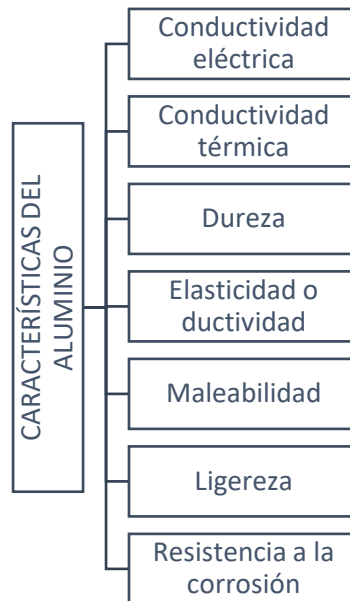 CARACTERÍSTICAS DEL
ALUMINIO
Conductividad
eléctrica
Conductividad
térmica
Dureza
Elasticidad o
ductividad
Maleabilidad
Ligereza
Resistencia a la
corrosión